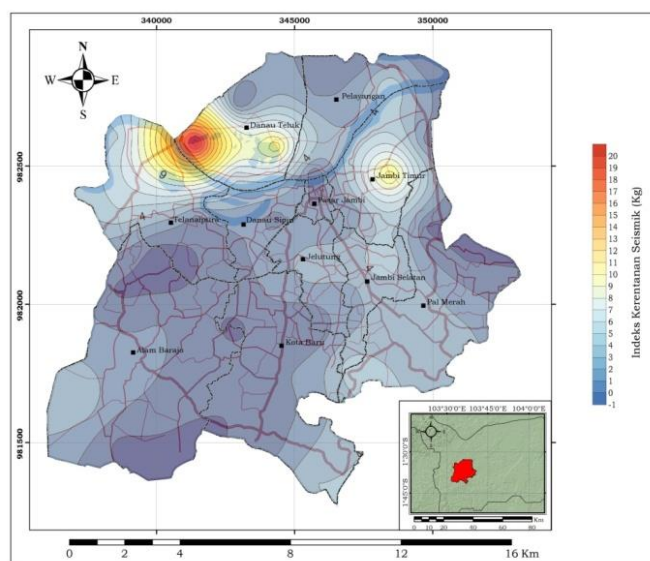 340000 345000 350000
N
W E
S
Pelayangan
Danau Teluk
982500
Jambi Timur
9
4
4
Pasar Jambi
Telanaipura
Danau Sipin
Jelutung
Jambi Selatan
982000
Pal Merah
Kota Baru
Alam Barajo
981500
20
19
18
17
16
15
14
13
12
11
10
9
8
7
6
5
4
3
2
1
0
-1
Indeks Kerentanan Seismik (Kg)
103°30'0"E 103°45'0"E 104°0'0"E
1°30'0"S
1°45'0"S
0 10 20 40 60 80
Km
0 2 4 8 12 16 Km